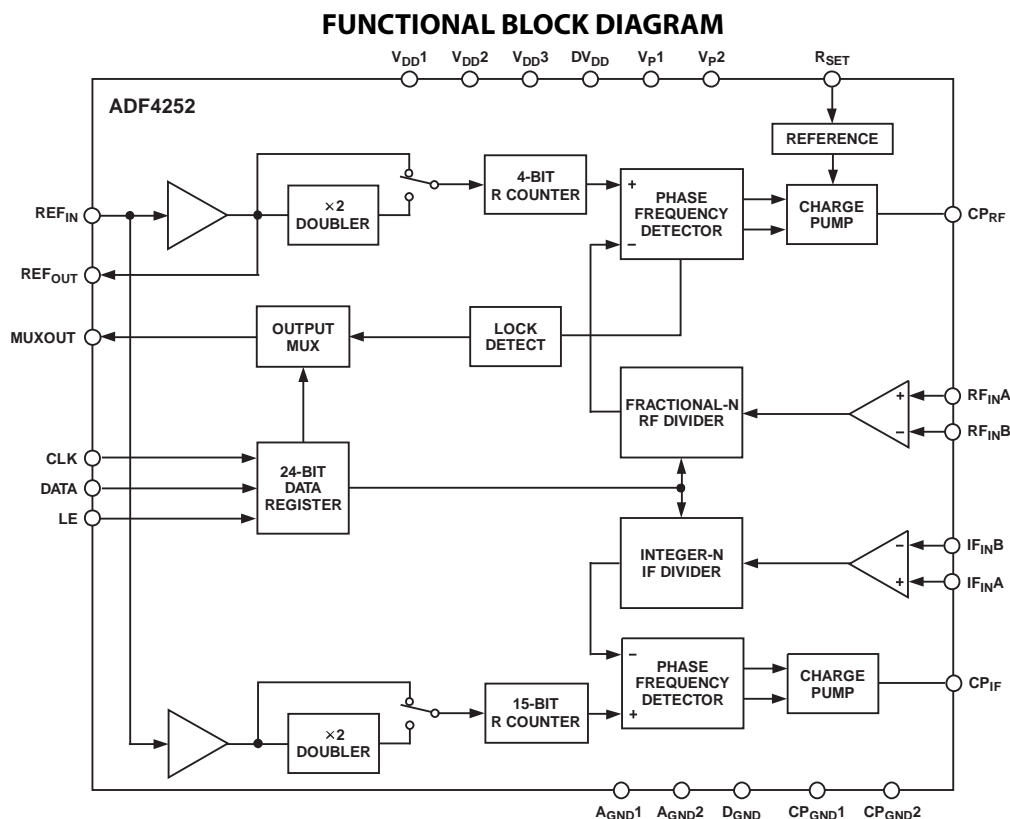 FUNCTIONAL BLOCK DIAGRAM
VDD1 VDD2 VDD3 DVDD VP1 VP2 RSET
ADF4252
REFERENCE
4-BIT
R COUNTER
+
PHASE
FREQUENCY
DETECTOR
−
CHARGE
PUMP
CPRF
REFIN
×2
DOUBLER
REFOUT
MUXOUT
OUTPUT
MUX
LOCK
DETECT
FRACTIONAL-N
RF DIVIDER
+
−
RFINA
RFINB
CLK
DATA
LE
24-BIT
DATA
REGISTER
INTEGER-N
IF DIVIDER
−
+
IFINB
IFINA
−
PHASE
FREQUENCY
DETECTOR
+
CHARGE
PUMP
CPIF
15-BIT
R COUNTER
×2
DOUBLER
AGND1 AGND2 DGND CPGND1 CPGND2